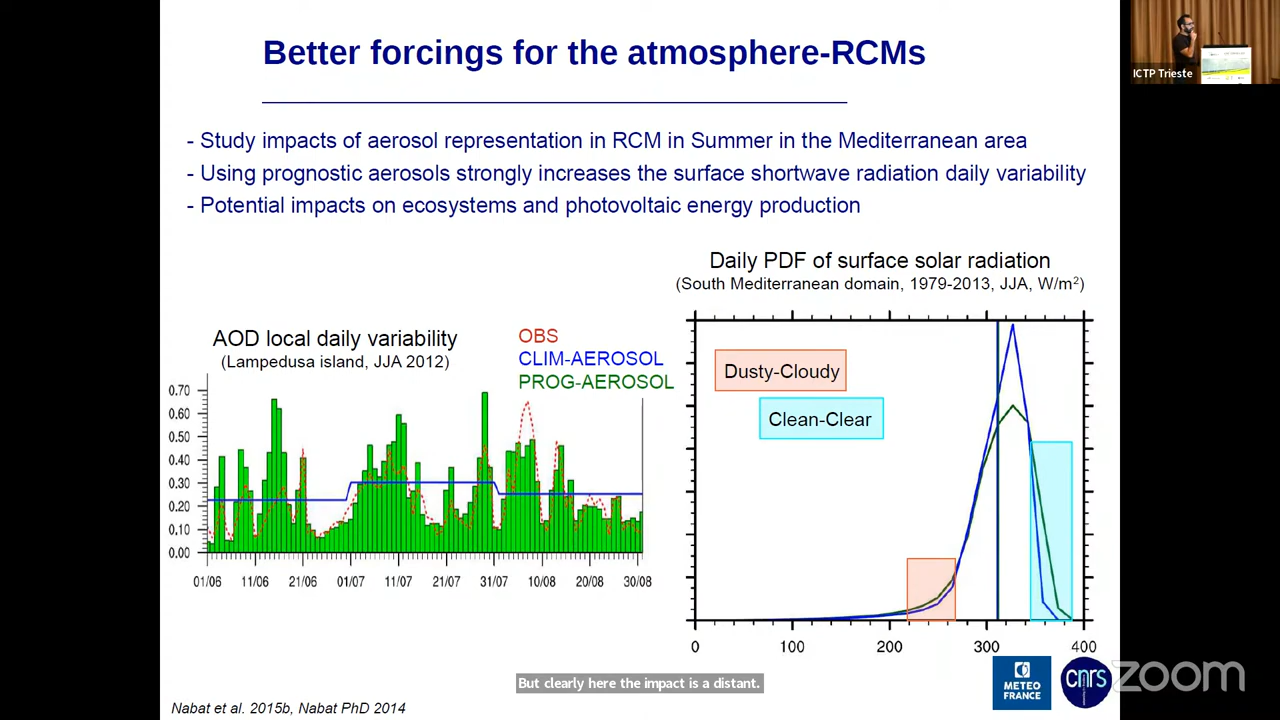 Better forcings for the atmosphere-RCMs
ICTP Trieste
- Study impacts of aerosol representation in RCM in Summer in the Mediterranean area
- Using prognostic aerosols strongly increases the surface shortwave radiation daily variability
- Potential impacts on ecosystems and photovoltaic energy production
Daily PDF of surface solar radiation
(South Mediterranean domain, 1979-2013, JJA, W/m²)
AOD local daily variability
(Lampedusa island, JJA 2012)
OBS
CLIM-AEROSOL
PROG-AEROSOL
0.70
0.60
0.50
0.40
0.30
0.20
0.10
0.00
01/06 11/06 21/06 01/07 11/07 21/07 31/07 10/08 20/08 30/08
Dusty-Cloudy
Clean-Clear
0 100 200 300 400
But clearly here the impact is a distant.
METEO
FRANCE
cnrs
zoom
Nabat et al. 2015b, Nabat PhD 2014